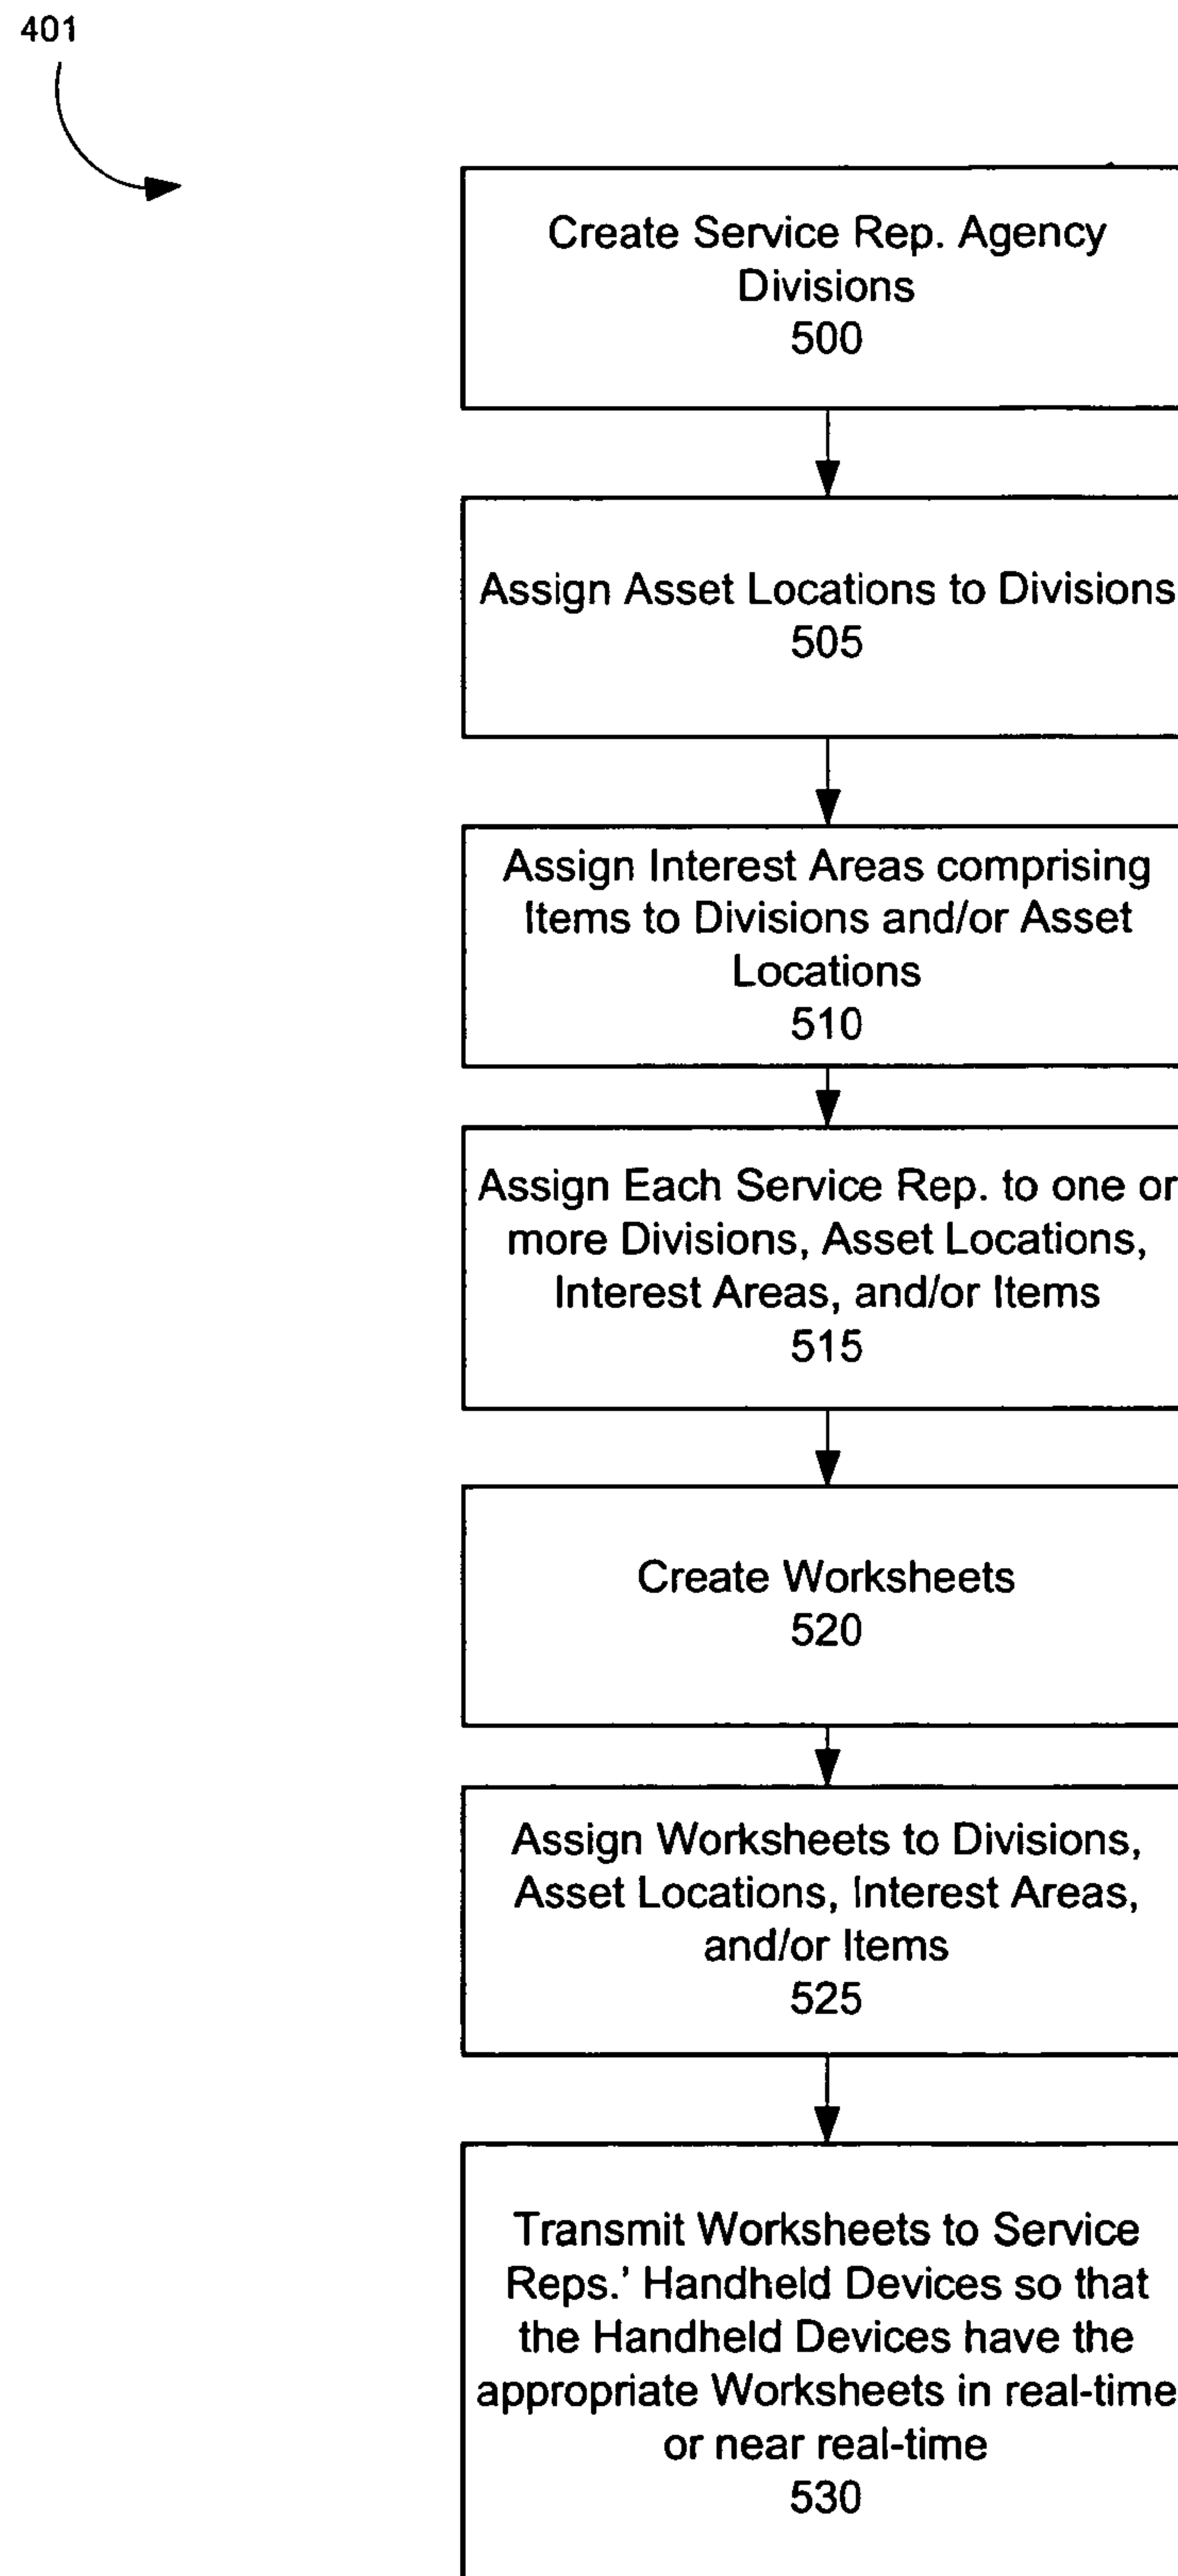 401
Create Service Rep. Agency
Divisions
500
Assign Asset Locations to Divisions
505
Assign Interest Areas comprising
Items to Divisions and/or Asset
Locations
510
Assign Each Service Rep. to one or
more Divisions, Asset Locations,
Interest Areas, and/or Items
515
Create Worksheets
520
Assign Worksheets to Divisions,
Asset Locations, Interest Areas,
and/or Items
525
Transmit Worksheets to Service
Reps.' Handheld Devices so that
the Handheld Devices have the
appropriate Worksheets in real-time
or near real-time
530